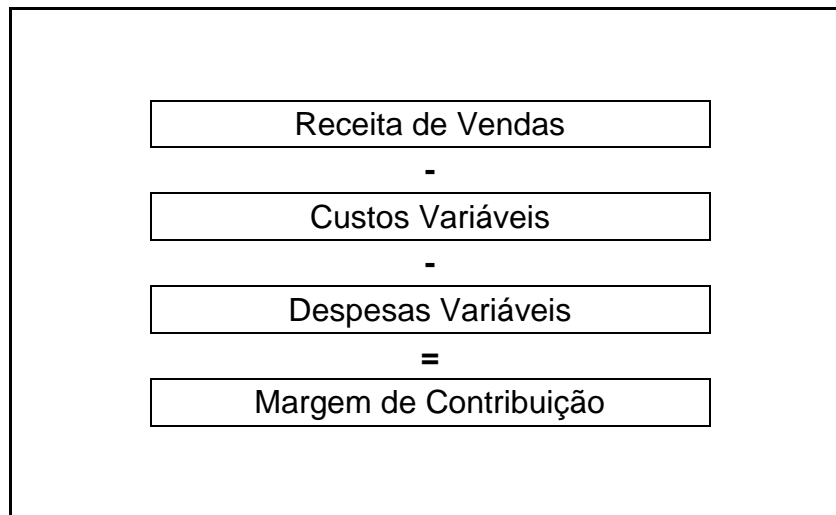 Receita de Vendas
-
Custos Variáveis
-
Despesas Variáveis
=
Margem de Contribuição